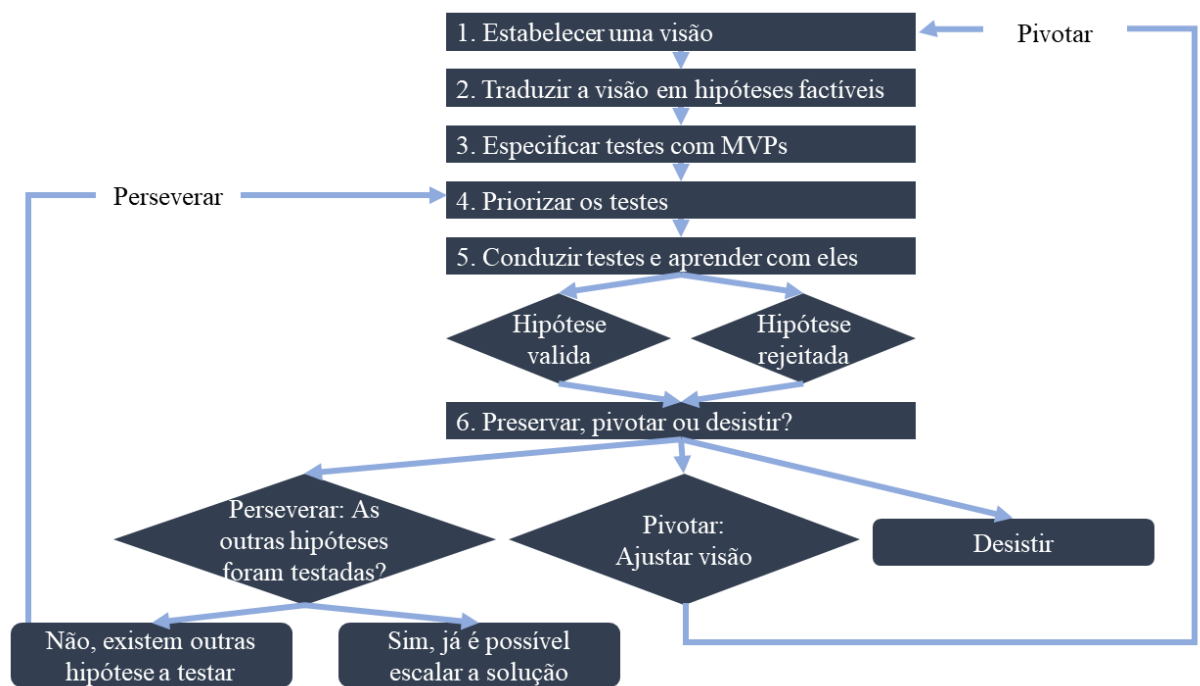 1. Estabelecer uma visão
Pivotar
2. Traduzir a visão em hipóteses factíveis
3. Especificar testes com MVPs
Perseverar
4. Priorizar os testes
5. Conduzir testes e aprender com eles
Hipótese
valida
Hipótese
rejeitada
6. Preservar, pivotar ou desistir?
Perseverar: As
outras hipóteses
foram testadas?
Pivotar:
Ajustar visão
Desistir
Não, existem outras
hipótese a testar
Sim, já é possível
escalar a solução